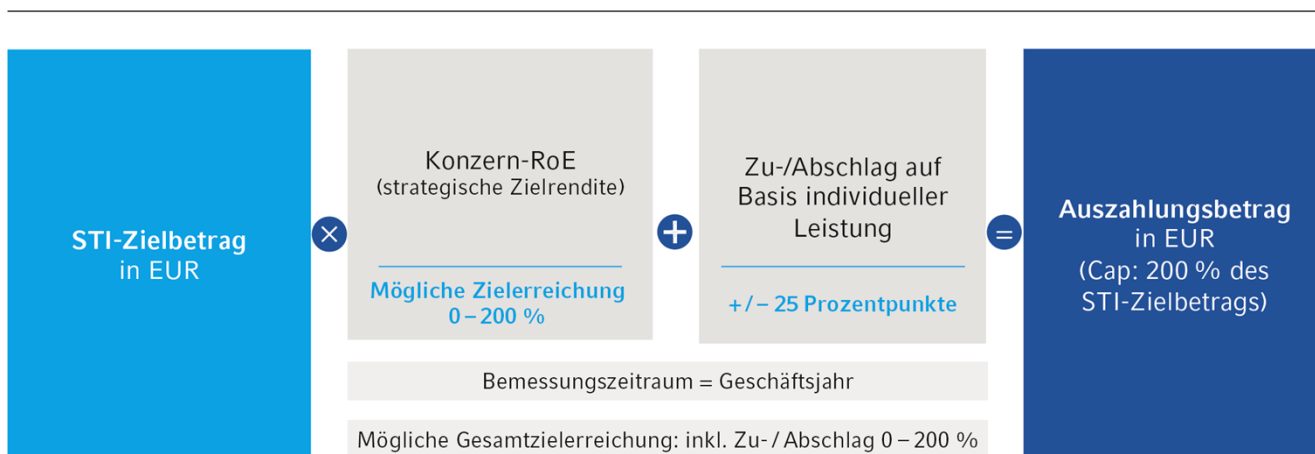 STI-Zielbetrag
in EUR
×
Konzern-RoE
(strategische Zielrendite)
Mögliche Zielerreichung
0 – 200 %
+
Zu-/Abschlag auf
Basis individueller
Leistung
+ / – 25 Prozentpunkte
=
Auszahlungsbetrag
in EUR
(Cap: 200 % des
STI-Zielbetrags)
Bemessungszeitraum = Geschäftsjahr
Mögliche Gesamtzielerreichung: inkl. Zu- / Abschlag 0 – 200 %